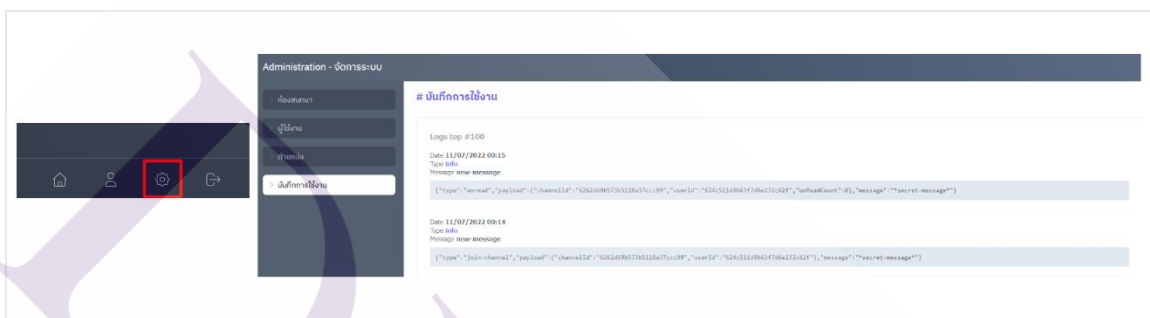 Administration - จัดการระบบ
> ห้องสนทนา
> ผู้ใช้งาน
> ตำแหน่ง
> บันทึกการใช้งาน
# บันทึกการใช้งาน
Logs top #100
Date 11/07/2022 00:15
Type info
Message new-message
{"type":"unread","payload":{"channelId":"6262d69b573b5128a37ccc99","userId":"624c511d9b63f7d6e232c02f","unReadCount":0},"message":"*secret-message*"}
Date 11/07/2022 00:14
Type info
Message new-message
{"type":"join-channel","payload":{"channelId":"6262d69b573b5128a37ccc99","userId":"624c511d9b63f7d6e232c02f"},"message":"*secret-message*"}